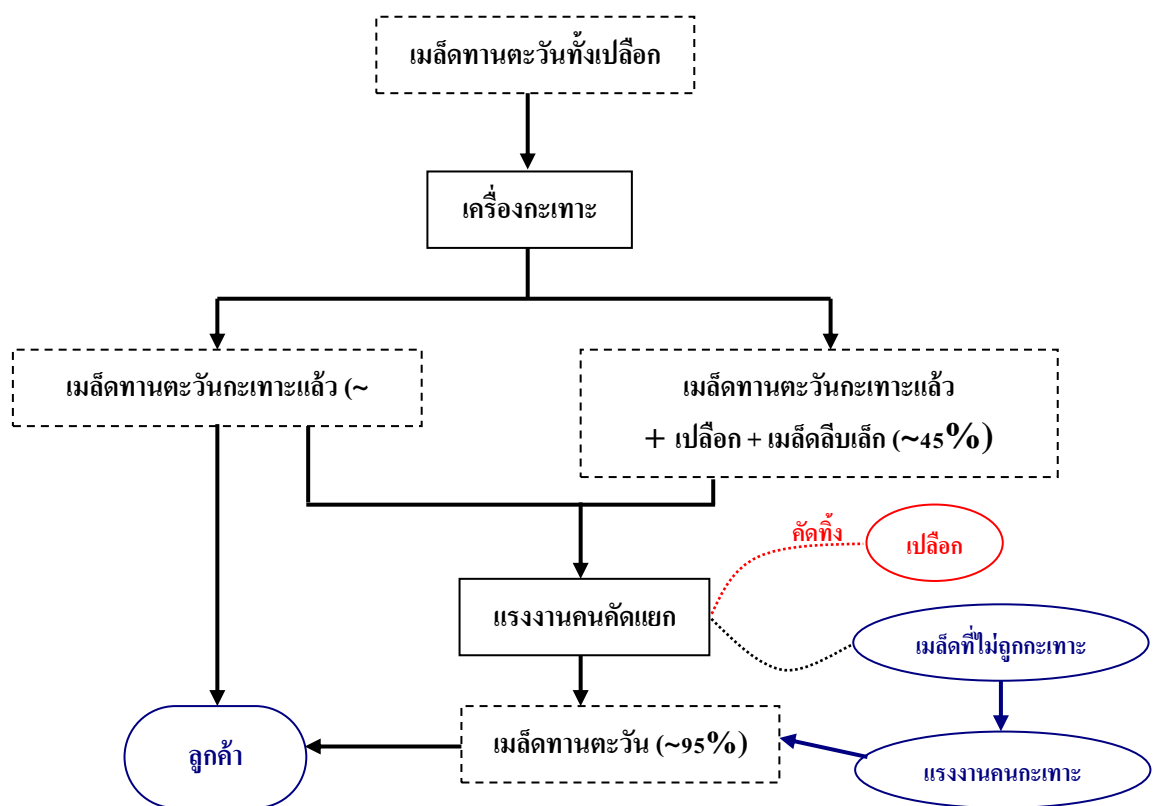 เมล็ดทานตะวันทั้งเปลือก
เครื่องกะเทาะ
เมล็ดทานตะวันกะเทาะแล้ว (~
เมล็ดทานตะวันกะเทาะแล้ว
+ เปลือก + เมล็ดลีบเล็ก (~45%)
คัดทิ้ง
เปลือก
แรงงานคนคัดแยก
เมล็ดที่ไม่ถูกกะเทาะ
ลูกค้า
เมล็ดทานตะวัน (~95%)
แรงงานคนกะเทาะ